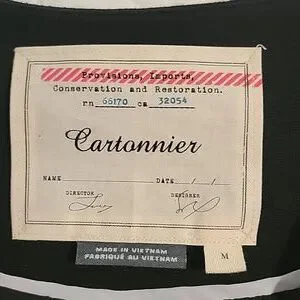 Provisions, Imports,
Conservation and Restoration.
rn 66170 ca 32054
Cartonnier
NAME DATE / /
DIRECTOR DESIGNER
MADE IN VIETNAM
FABRIQUÉ AU VIETNAM
M